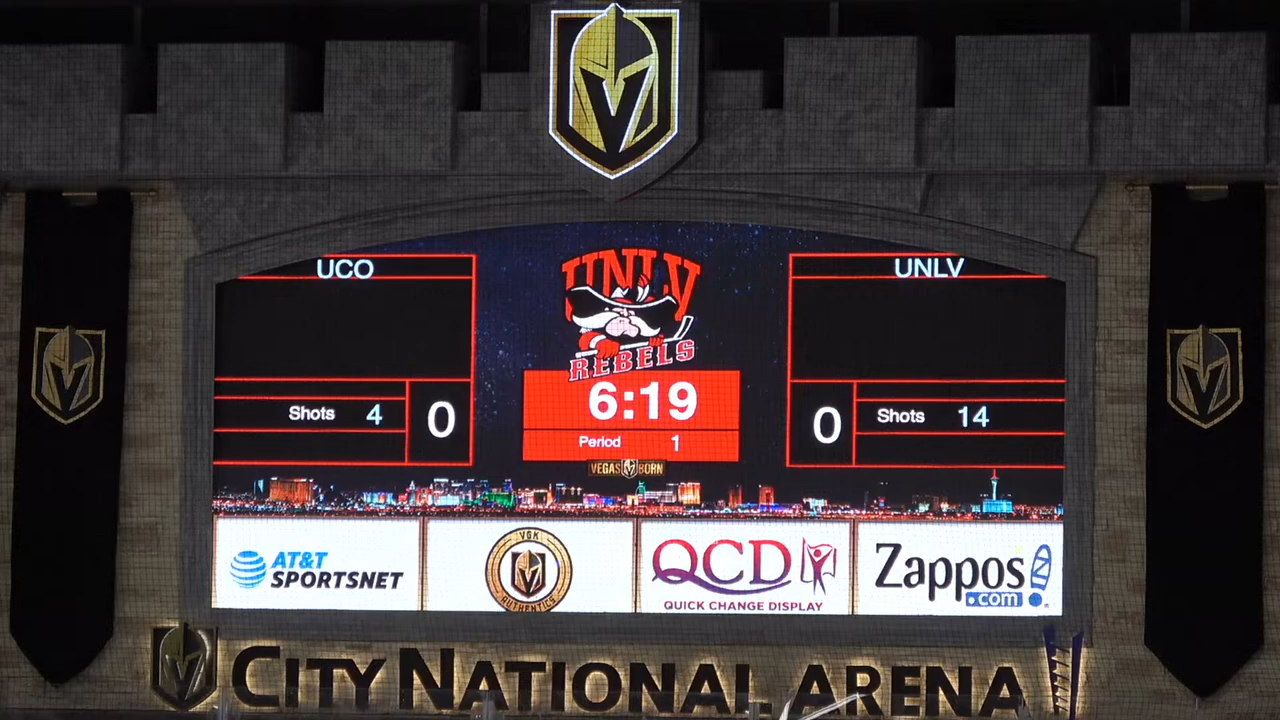 UCO
UNLV
UNLV
REBELS
6:19
Shots 4 0
0 Shots 14
Period 1
VEGAS BORN
AT&T
SPORTSNET
VGK
AUTHENTICS
QCD
QUICK CHANGE DISPLAY
Zappos
.com
CITY NATIONAL ARENA